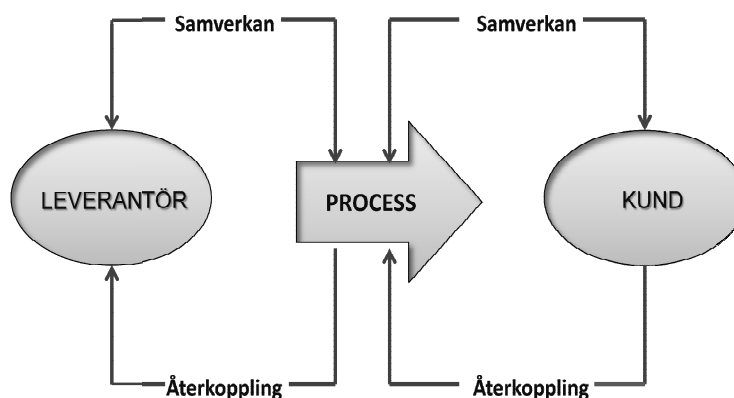 Samverkan
Samverkan
LEVERANTÖR
PROCESS
KUND
Återkoppling
Återkoppling